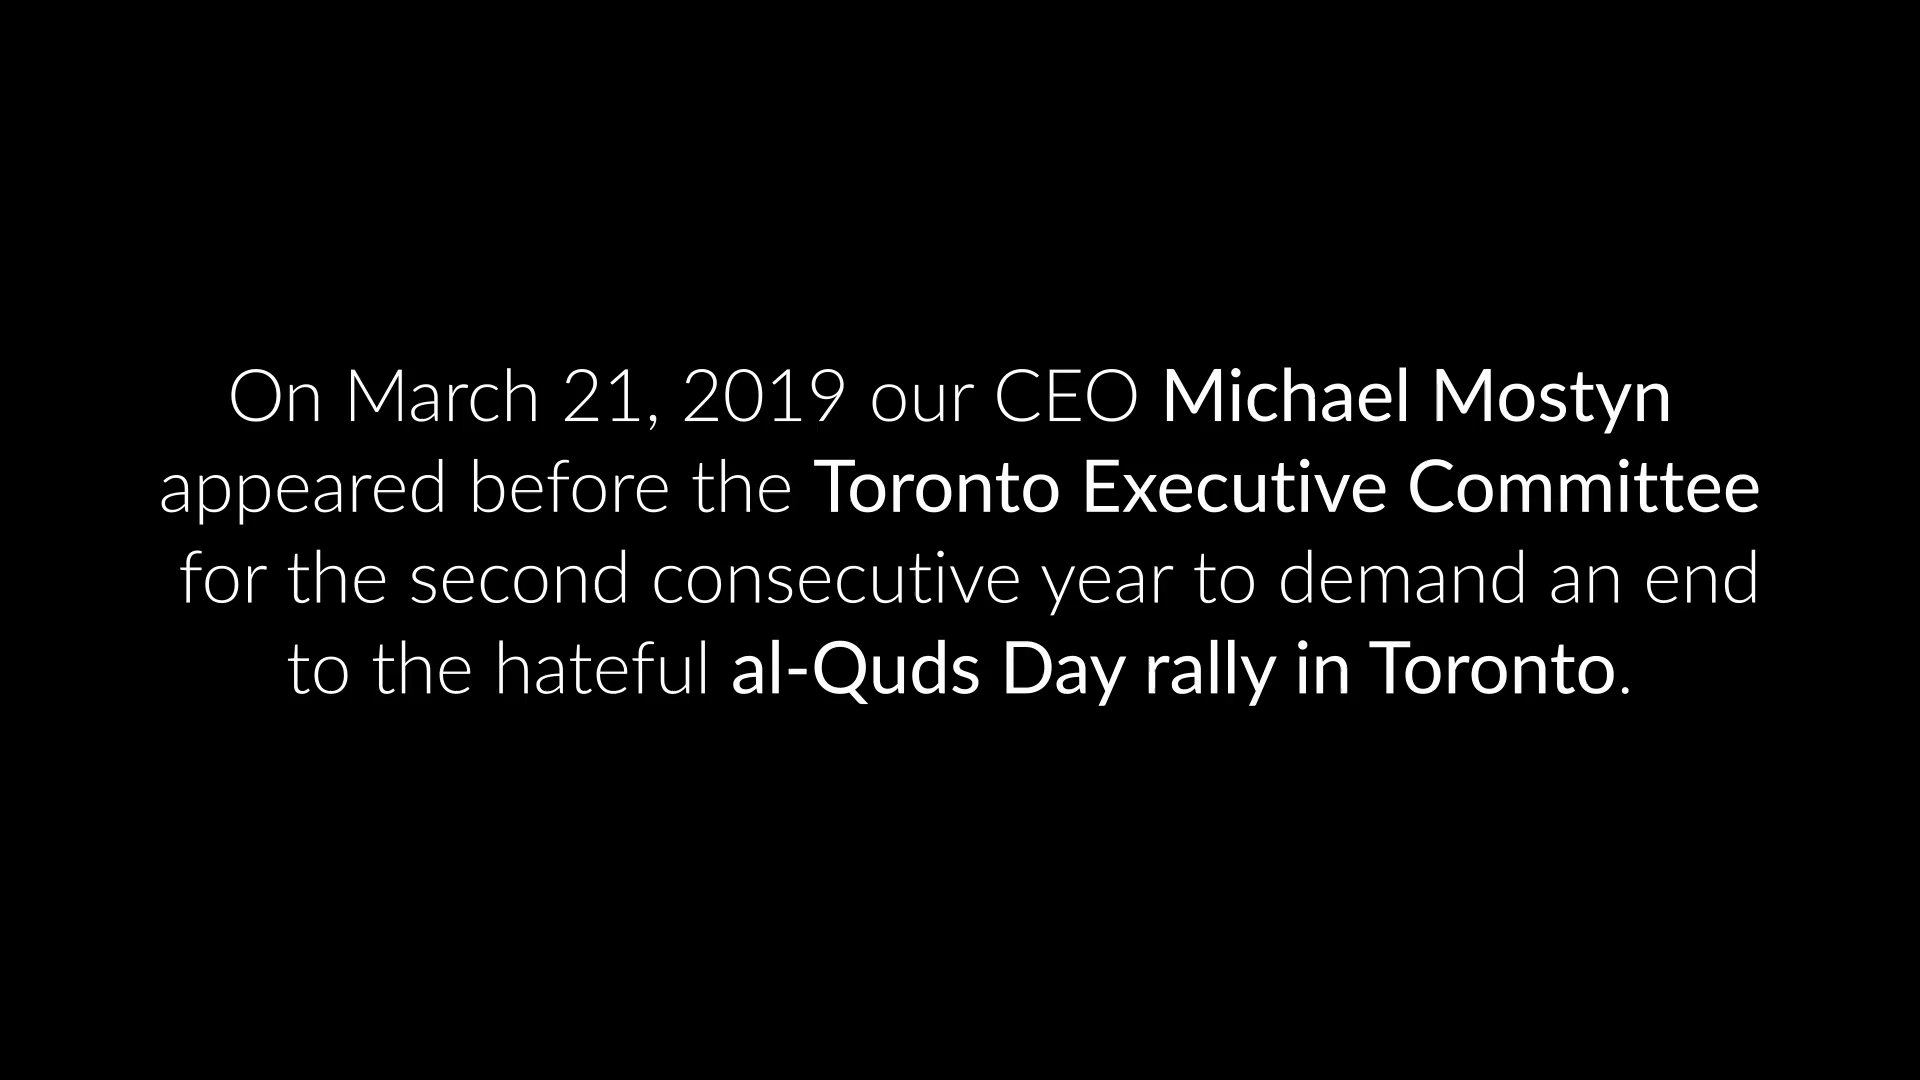 On March 21, 2019 our CEO Michael Mostyn
appeared before the Toronto Executive Committee
for the second consecutive year to demand an end
to the hateful al-Quds Day rally in Toronto.